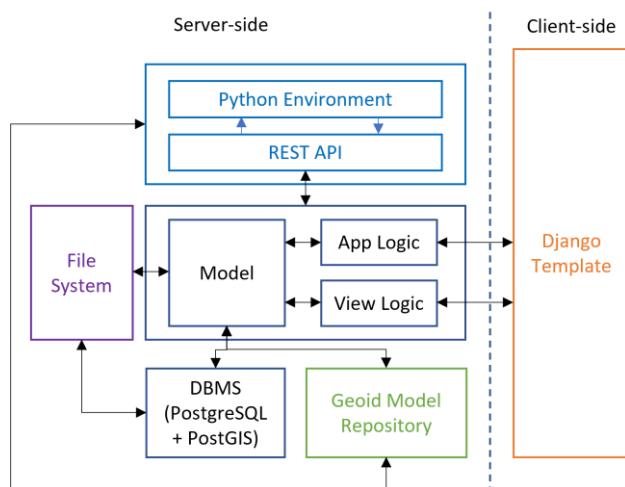 Server-side
Client-side
Python Environment
REST API
File
System
Model
App Logic
View Logic
Django
Template
DBMS
(PostgreSQL
+ PostGIS)
Geoid Model
Repository